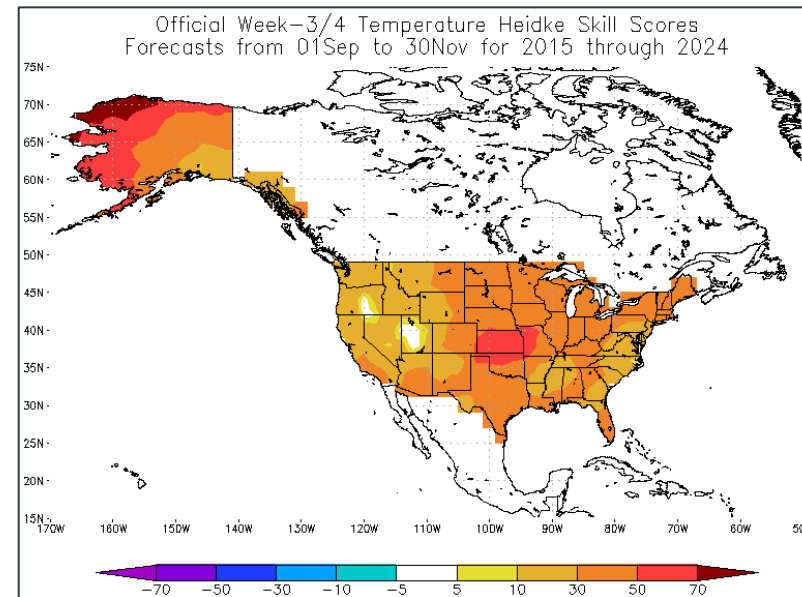 Official Week-3/4 Temperature Heidke Skill Scores
Forecasts from 01Sep to 30Nov for 2015 through 2024
75N
70N
65N
60N
55N
50N
45N
40N
35N
30N
25N
20N
15N
170W 160W 150W 140W 130W 120W 110W 100W 90W 80W 70W 60W 50
-70 -50 -30 -10 -5 5 10 30 50 70